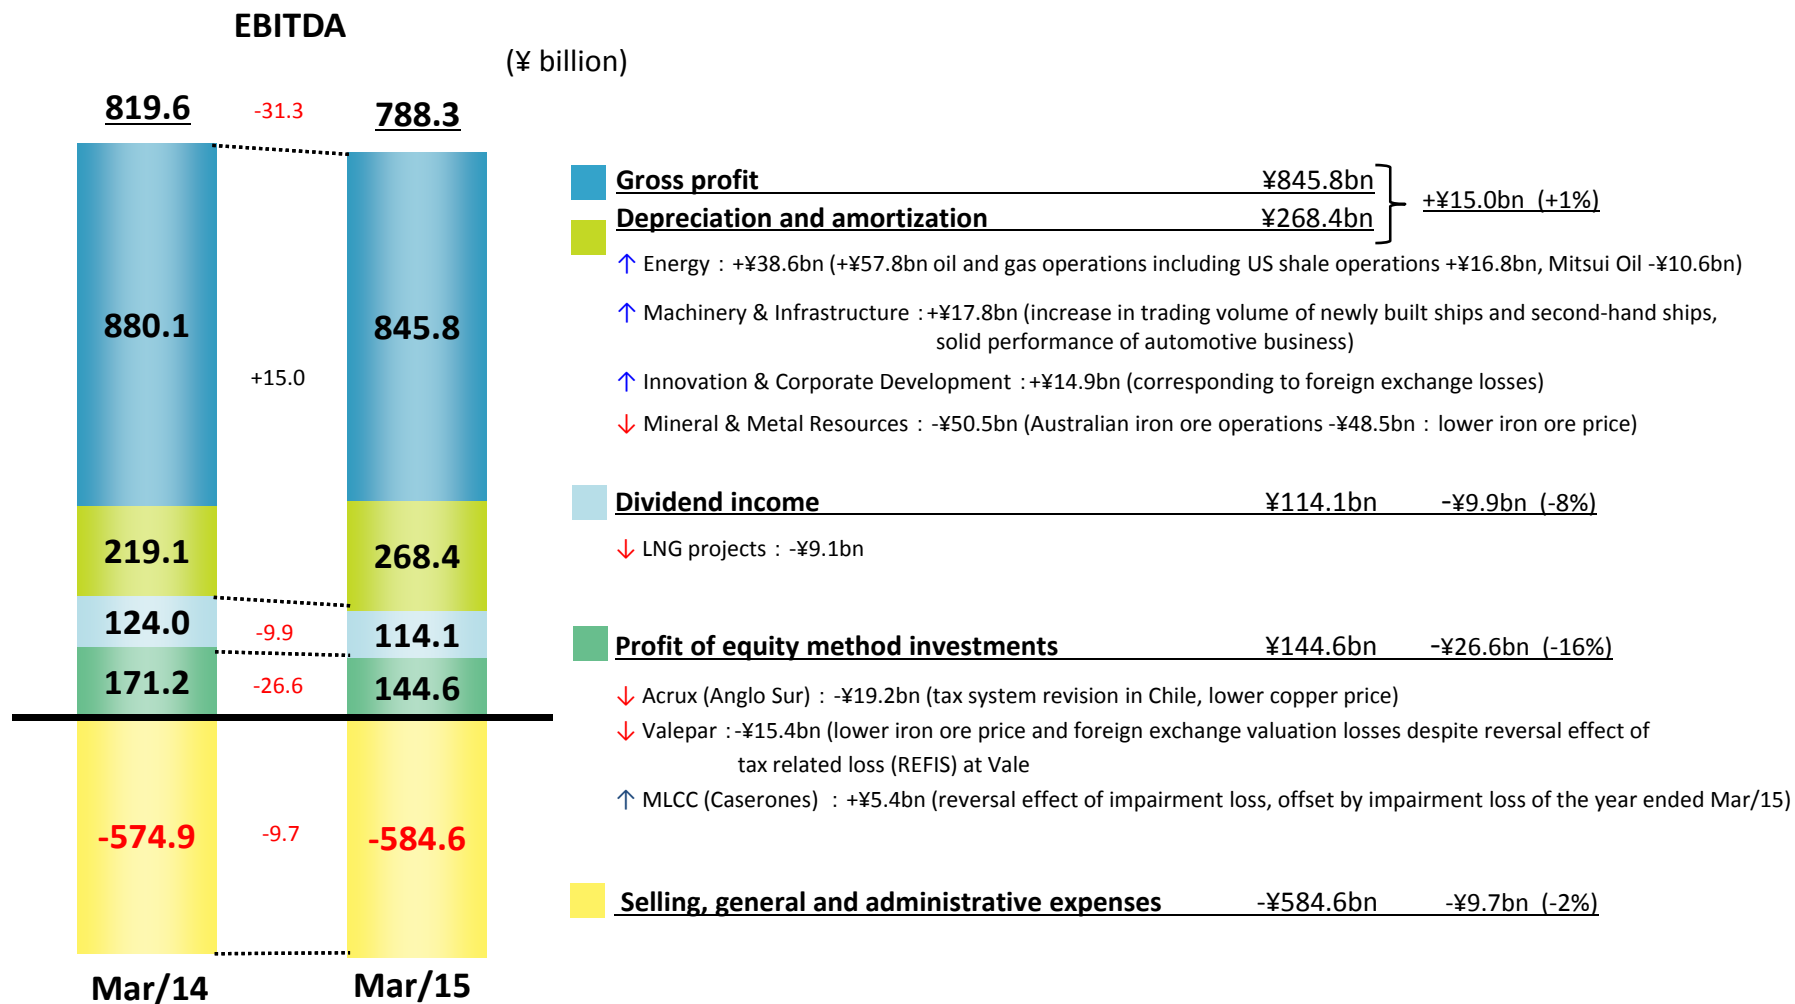 EBITDA
(¥ billion)
819.6
-31.3
788.3
880.1
+15.0
845.8
219.1
268.4
124.0
-9.9
114.1
171.2
-26.6
144.6
-574.9
-9.7
-584.6
Mar/14
Mar/15
Gross profit ¥845.8bn
Depreciation and amortization ¥268.4bn
+¥15.0bn (+1%)
↑ Energy : +¥38.6bn (+¥57.8bn oil and gas operations including US shale operations +¥16.8bn, Mitsui Oil -¥10.6bn)
↑ Machinery & Infrastructure : +¥17.8bn (increase in trading volume of newly built ships and second-hand ships,
solid performance of automotive business)
↑ Innovation & Corporate Development : +¥14.9bn (corresponding to foreign exchange losses)
↓ Mineral & Metal Resources : -¥50.5bn (Australian iron ore operations -¥48.5bn : lower iron ore price)
Dividend income ¥114.1bn -¥9.9bn (-8%)
↓ LNG projects : -¥9.1bn
Profit of equity method investments ¥144.6bn -¥26.6bn (-16%)
↓ Acrux (Anglo Sur) : -¥19.2bn (tax system revision in Chile, lower copper price)
↓ Valepar : -¥15.4bn (lower iron ore price and foreign exchange valuation losses despite reversal effect of
tax related loss (REFIS) at Vale
↑ MLCC (Caserones) : +¥5.4bn (reversal effect of impairment loss, offset by impairment loss of the year ended Mar/15)
Selling, general and administrative expenses -¥584.6bn -¥9.7bn (-2%)